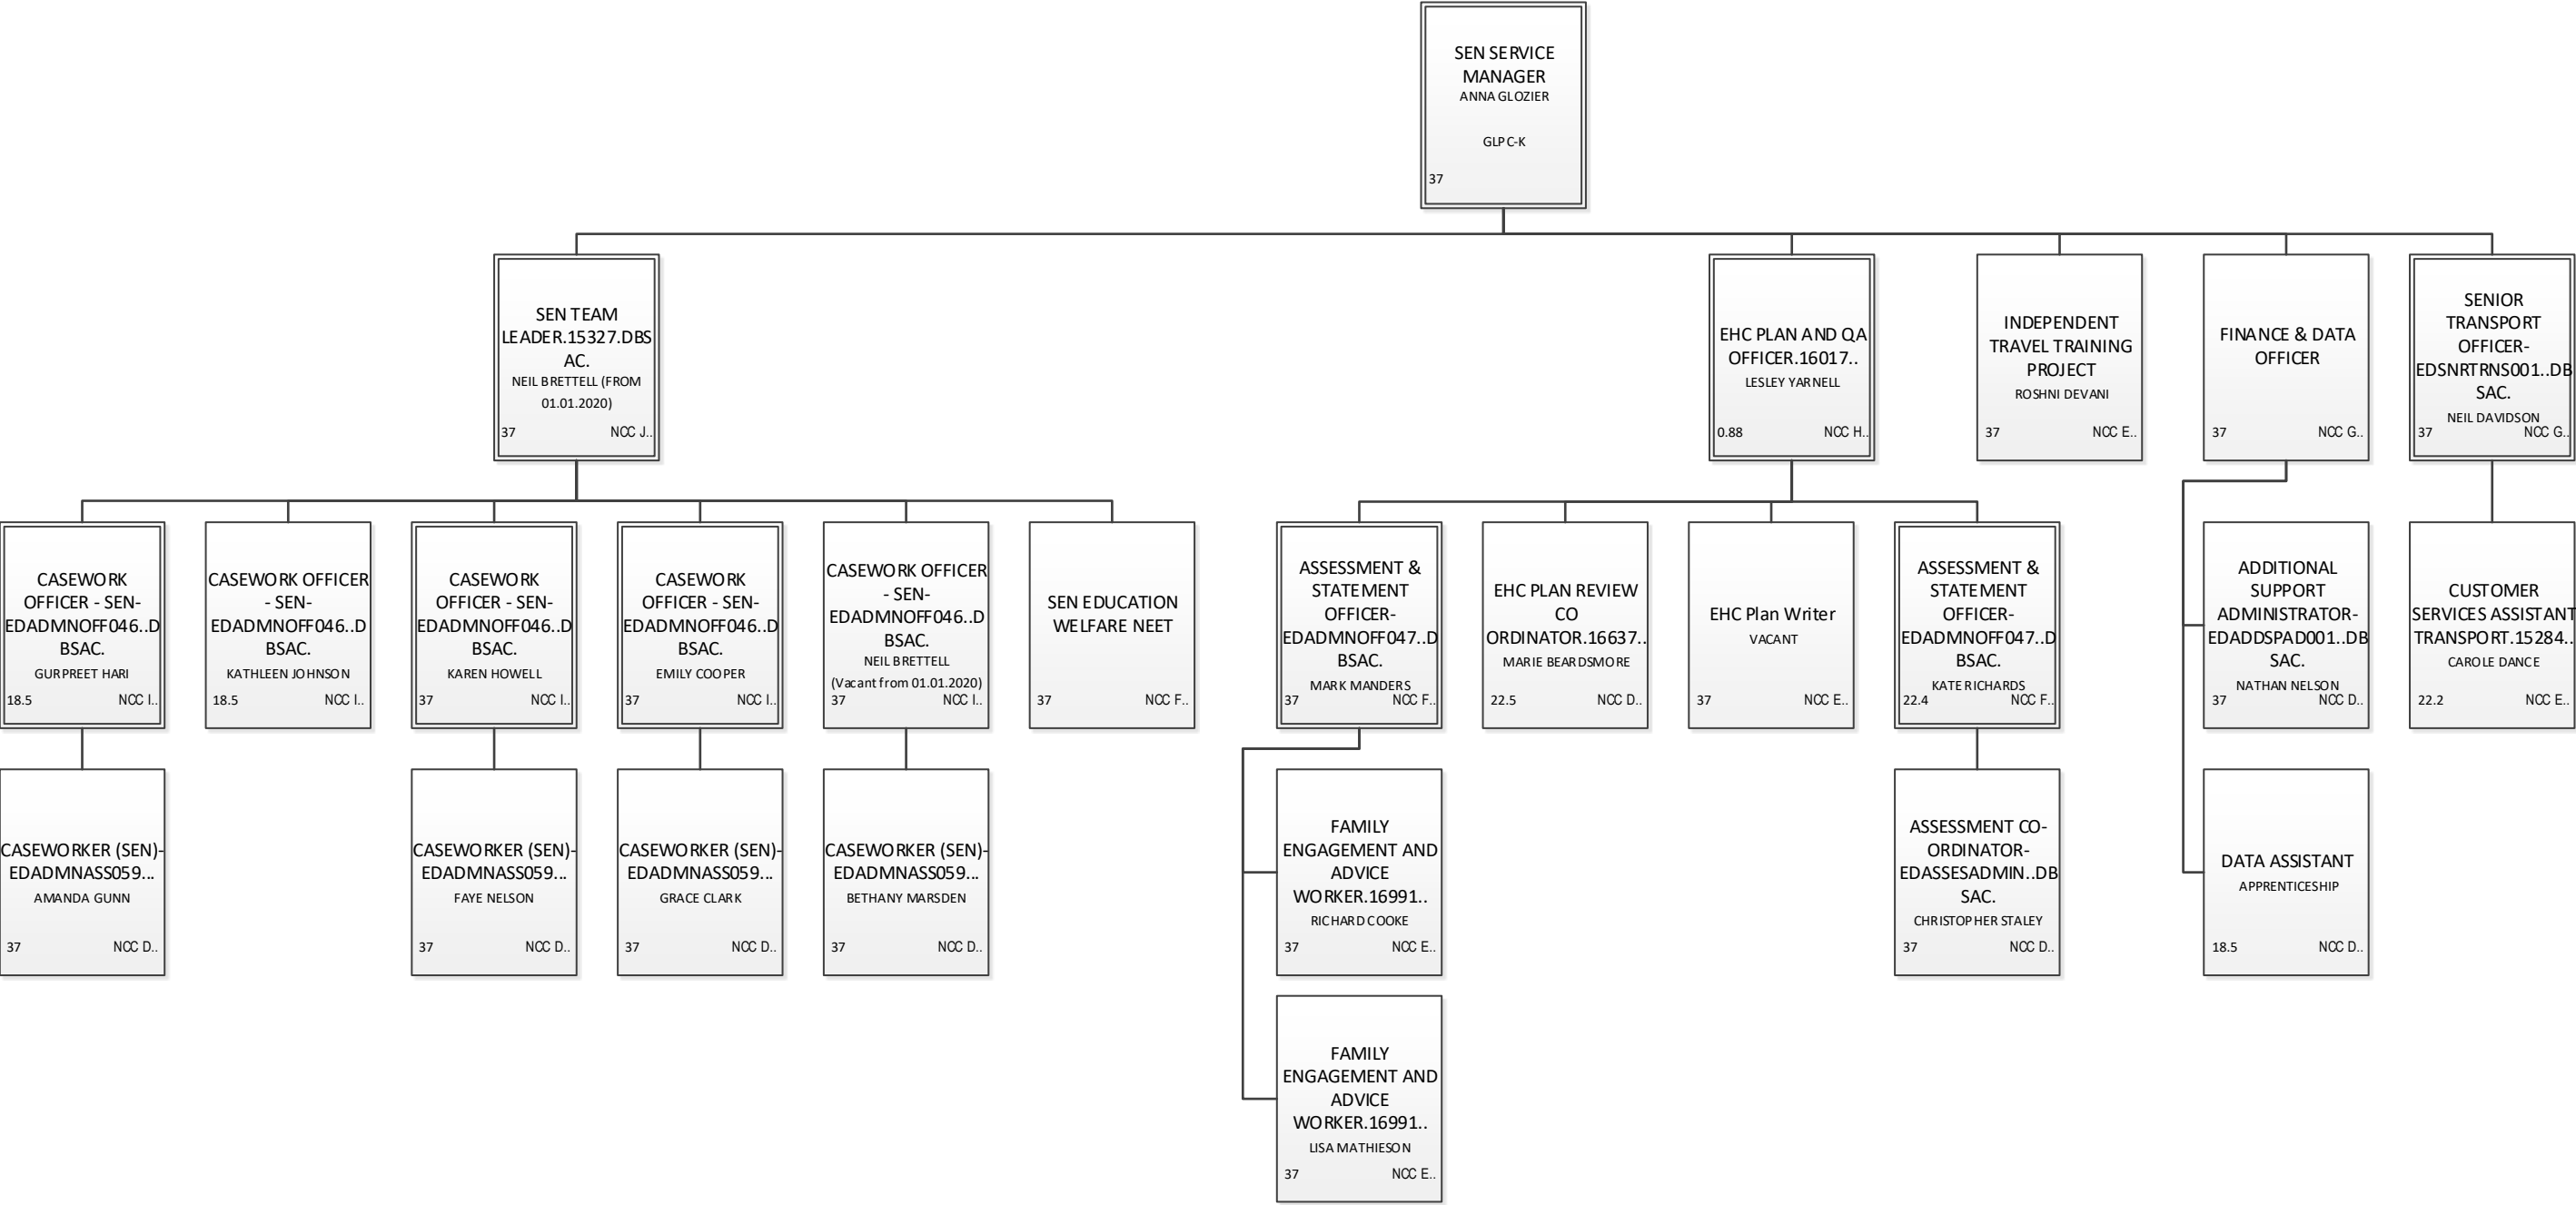 SEN SERVICE
MANAGER
ANNA GLOZIER
GLPC-K
37
SEN TEAM
LEADER.15327.DBS
AC.
NEIL BRETTELL (FROM
01.01.2020)
37 NCC J..
EHC PLAN AND QA
OFFICER.16017..
LESLEY YARNELL
0.88 NCC H..
INDEPENDENT
TRAVEL TRAINING
PROJECT
ROSHNI DEVANI
37 NCC E..
FINANCE & DATA
OFFICER
37 NCC G..
SENIOR
TRANSPORT
OFFICER-
EDSNRTRNS001..DB
SAC.
NEIL DAVIDSON
37 NCC G..
CASEWORK
OFFICER - SEN-
EDADMNOFF046..D
BSAC.
GURPREET HARI
18.5 NCC I..
CASEWORK OFFICER
- SEN-
EDADMNOFF046..D
BSAC.
KATHLEEN JOHNSON
18.5 NCC I..
CASEWORK
OFFICER - SEN-
EDADMNOFF046..D
BSAC.
KAREN HOWELL
37 NCC I..
CASEWORK
OFFICER - SEN-
EDADMNOFF046..D
BSAC.
EMILY COOPER
37 NCC I..
CASEWORK OFFICER
- SEN-
EDADMNOFF046..D
BSAC.
NEIL BRETTELL
(Vacant from 01.01.2020)
37 NCC I..
SEN EDUCATION
WELFARE NEET
37 NCC F..
ASSESSMENT &
STATEMENT
OFFICER-
EDADMNOFF047..D
BSAC.
MARK MANDERS
37 NCC F..
EHC PLAN REVIEW
CO
ORDINATOR.16637..
MARIE BEARDSMORE
22.5 NCC D..
EHC Plan Writer
VACANT
37 NCC E..
ASSESSMENT &
STATEMENT
OFFICER-
EDADMNOFF047..D
BSAC.
KATE RICHARDS
22.4 NCC F..
ADDITIONAL
SUPPORT
ADMINISTRATOR-
EDADDSPAD001..DB
SAC.
NATHAN NELSON
37 NCC D..
CUSTOMER
SERVICES ASSISTANT
TRANSPORT.15284..
CAROLE DANCE
22.2 NCC E..
CASEWORKER (SEN)-
EDADMNASS059...
AMANDA GUNN
37 NCC D..
CASEWORKER (SEN)-
EDADMNASS059...
FAYE NELSON
37 NCC D..
CASEWORKER (SEN)-
EDADMNASS059...
GRACE CLARK
37 NCC D..
CASEWORKER (SEN)-
EDADMNASS059...
BETHANY MARSDEN
37 NCC D..
FAMILY
ENGAGEMENT AND
ADVICE
WORKER.16991..
RICHARD COOKE
37 NCC E..
ASSESSMENT CO-
ORDINATOR-
EDASSESADMIN..DB
SAC.
CHRISTOPHER STALEY
37 NCC D..
DATA ASSISTANT
APPRENTICESHIP
18.5 NCC D..
FAMILY
ENGAGEMENT AND
ADVICE
WORKER.16991..
LISA MATHIESON
37 NCC E..